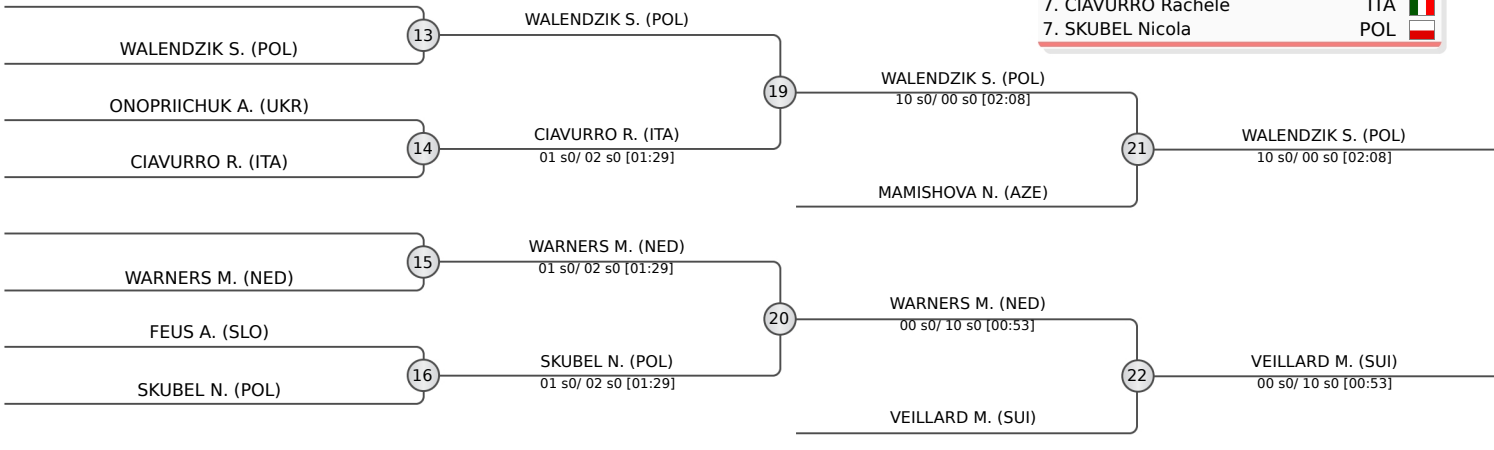 7. CIAVURRO Rachele ITA
7. SKUBEL Nicola POL
13
WALENDZIK S. (POL)
WALENDZIK S. (POL)
ONOPRIICHUK A. (UKR)
14
CIAVURRO R. (ITA)
CIAVURRO R. (ITA)
01 s0/ 02 s0 [01:29]
19
WALENDZIK S. (POL)
10 s0/ 00 s0 [02:08]
MAMISHOVA N. (AZE)
21
WALENDZIK S. (POL)
10 s0/ 00 s0 [02:08]
15
WARNERS M. (NED)
WARNERS M. (NED)
01 s0/ 02 s0 [01:29]
FEUS A. (SLO)
16
SKUBEL N. (POL)
SKUBEL N. (POL)
01 s0/ 02 s0 [01:29]
20
WARNERS M. (NED)
00 s0/ 10 s0 [00:53]
VEILLARD M. (SUI)
22
VEILLARD M. (SUI)
00 s0/ 10 s0 [00:53]